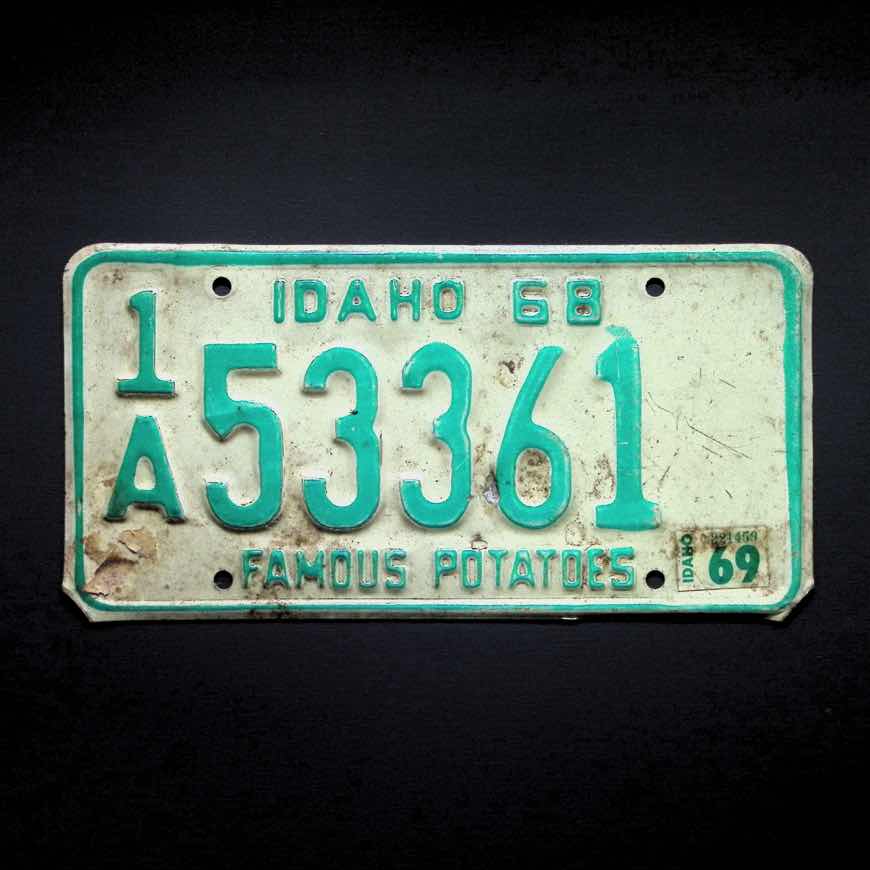 IDAHO 68
1
A
53361
FAMOUS POTATOES
IDAHO
69